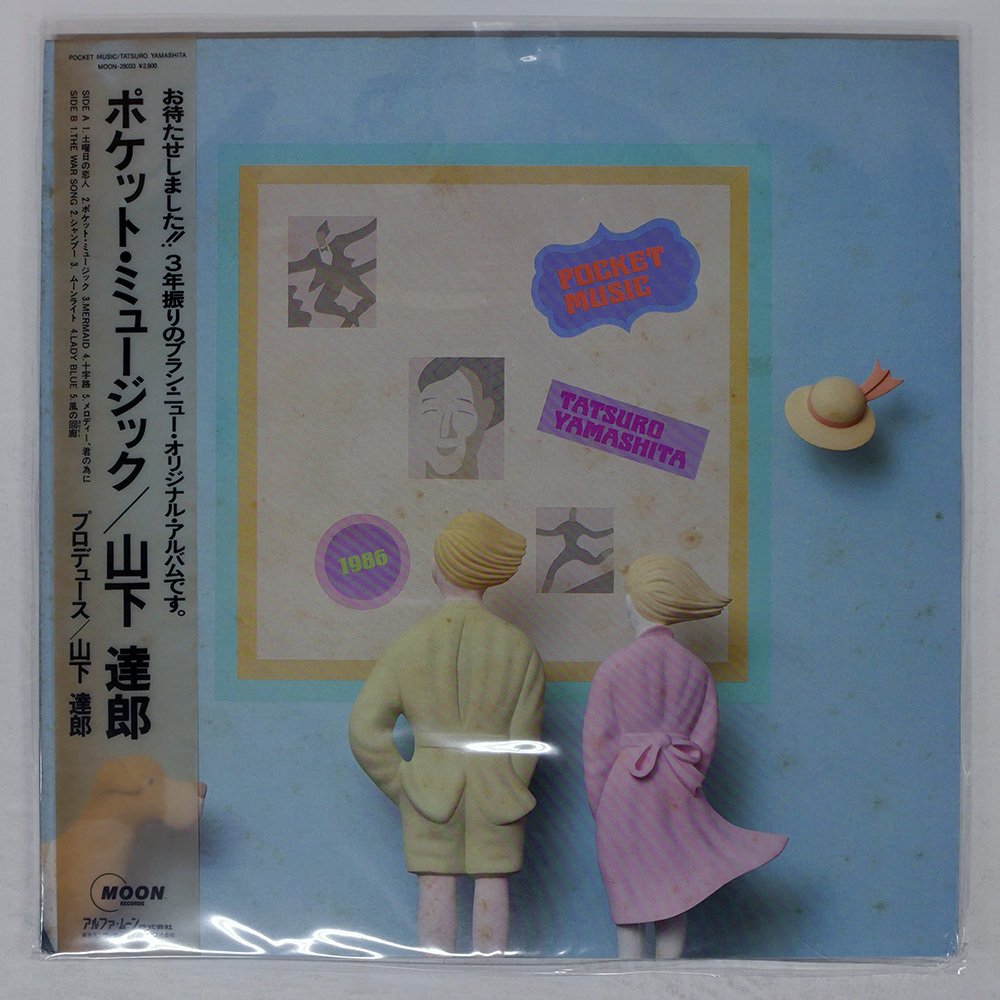 POCKET MUSIC/TATSURO YAMASHITA
MOON-28033 ¥2,800
お待たせしました!! 3年振りのブラン・ニュー・オリジナル・アルバムです。
ポケット・ミュージック/山下 達郎
SIDE A 1.土曜日の恋人 2.ポケット・ミュージック 3.MERMAID 4.十字路 5.メロディー、君の為に
SIDE B 1.THE WAR SONG 2.シャンプー 3.ムーンライト 4.LADY BLUE 5.風の回廊
プロデュース/山下 達郎
MOON
RECORDS
アルファ・ムーン株式会社
POCKET
MUSIC
TATSURO
YAMASHITA
1986